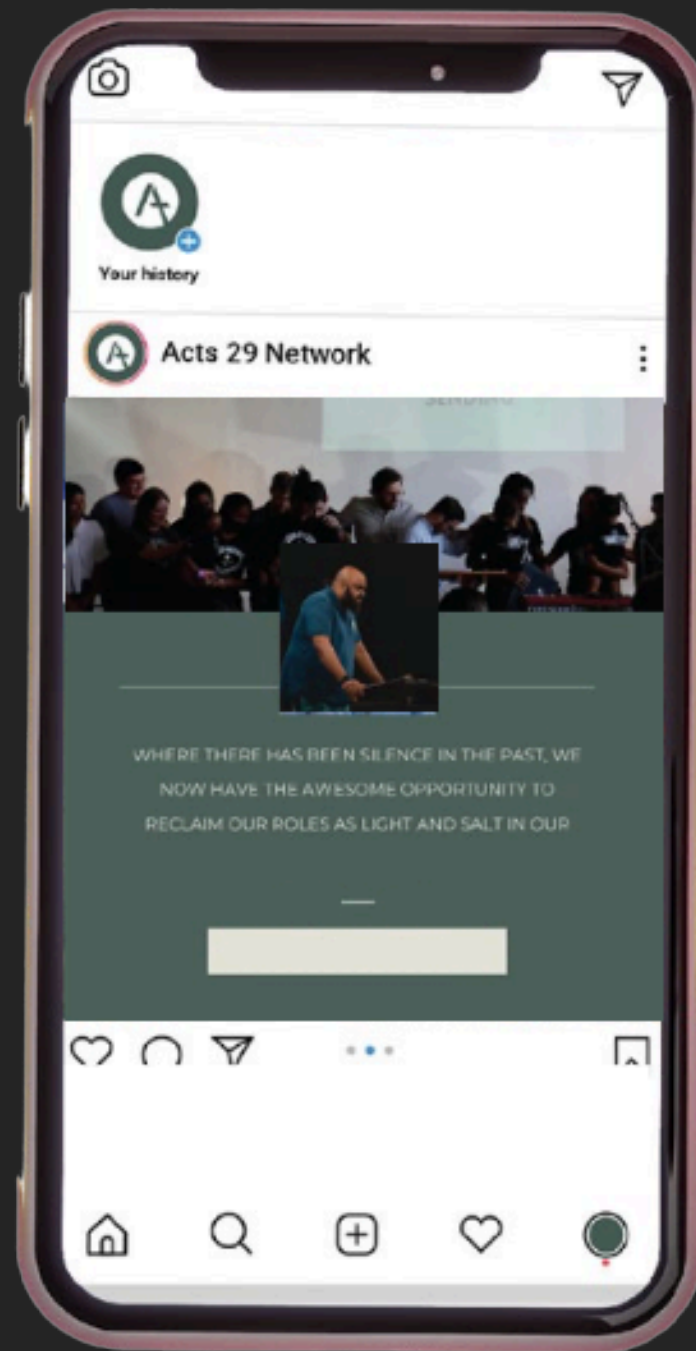 Your history
Acts 29 Network
SENDING
WHERE THERE HAS BEEN SILENCE IN THE PAST, WE
NOW HAVE THE AWESOME OPPORTUNITY TO
RECLAIM OUR ROLES AS LIGHT AND SALT IN OUR